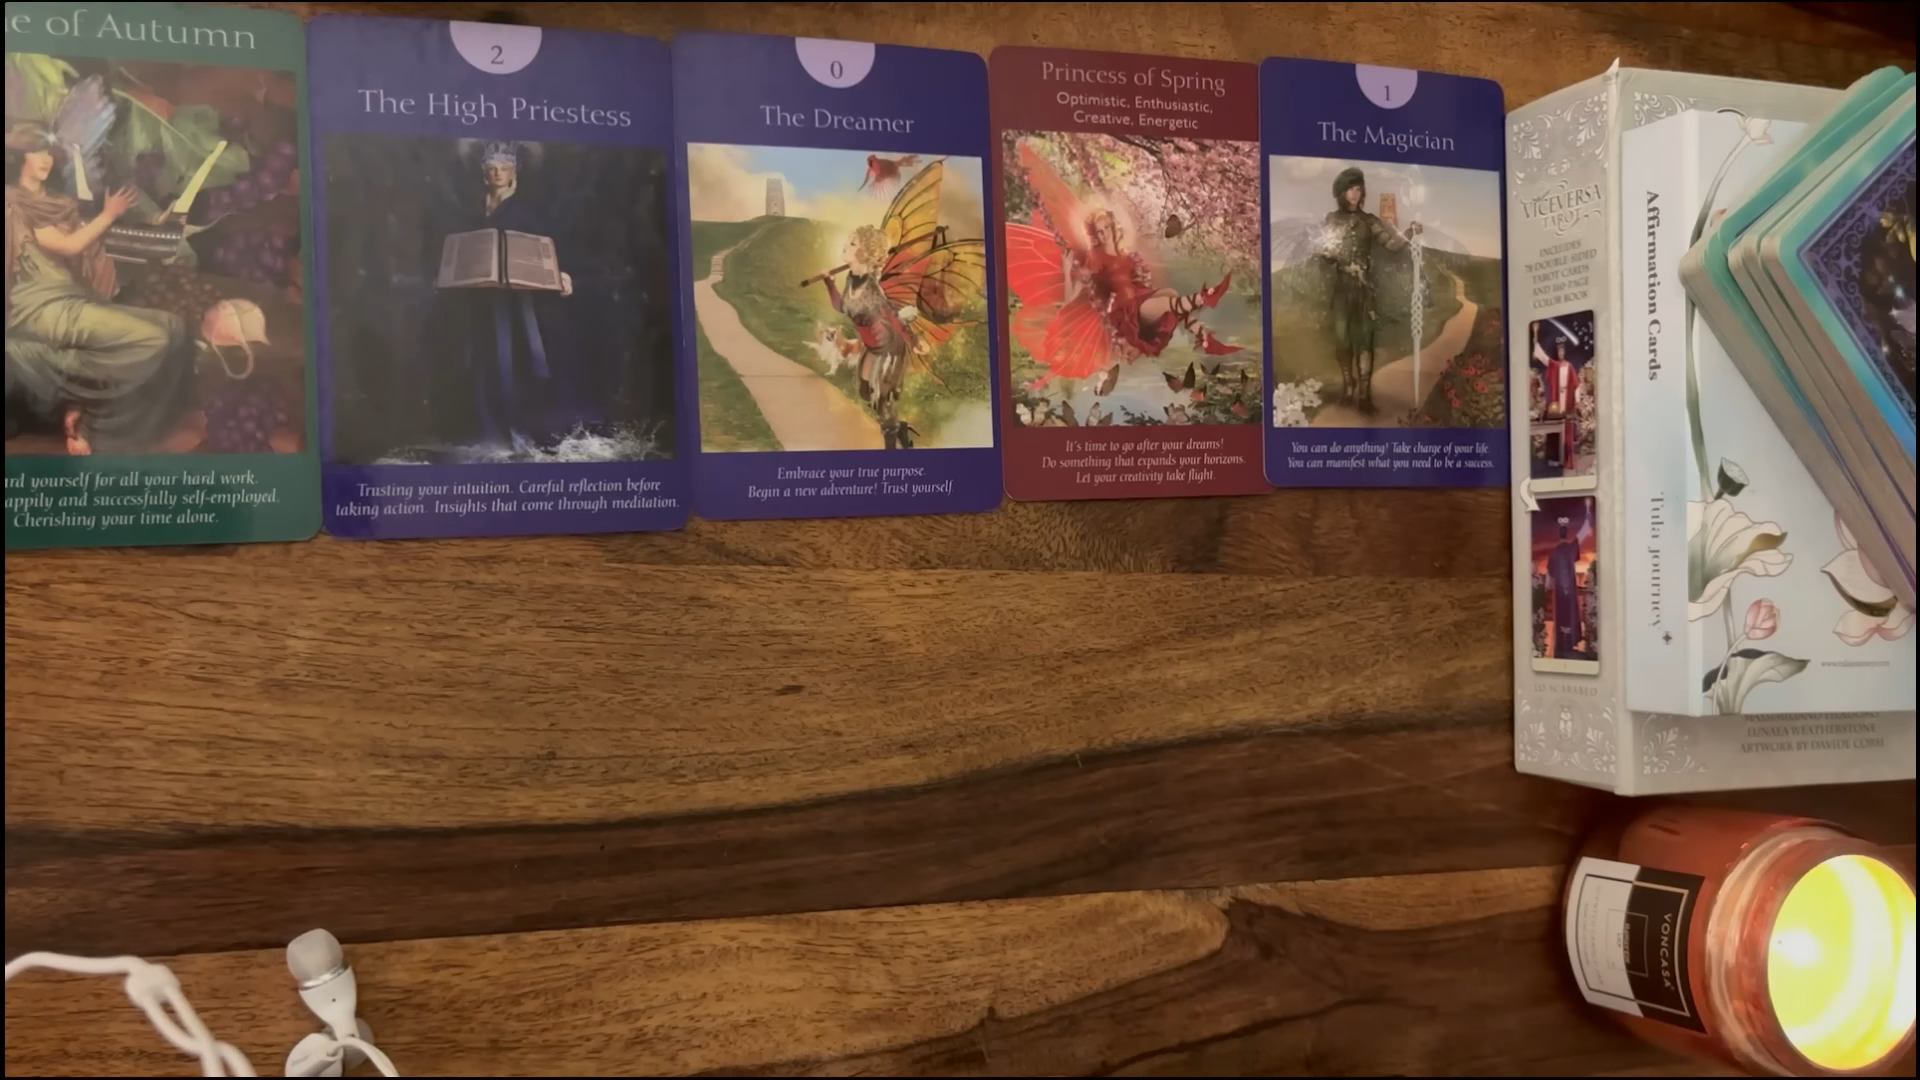 e of Autumn
rd yourself for all your hard work.
appily and successfully self-employed.
Cherishing your time alone.
2
The High Priestess
Trusting your intuition. Careful reflection before
taking action. Insights that come through meditation.
0
The Dreamer
Embrace your true purpose.
Begin a new adventure! Trust yourself.
Princess of Spring
Optimistic, Enthusiastic,
Creative, Energetic
It's time to go after your dreams!
Do something that expands your horizons.
Let your creativity take flight.
1
The Magician
You can do anything! Take charge of your life.
You can manifest what you need to be a success.
VICEVERSA
TAROT
INCLUDES
78 DOUBLE-SIDED
TAROT CARDS
AND 160-PAGE
COLOR BOOK
LO SCARABEO
Affirmation Cards
Tula Journey
LUNAEA WEATHERSTONE
ARTWORK BY DAVIDE CORSI
VONCASA